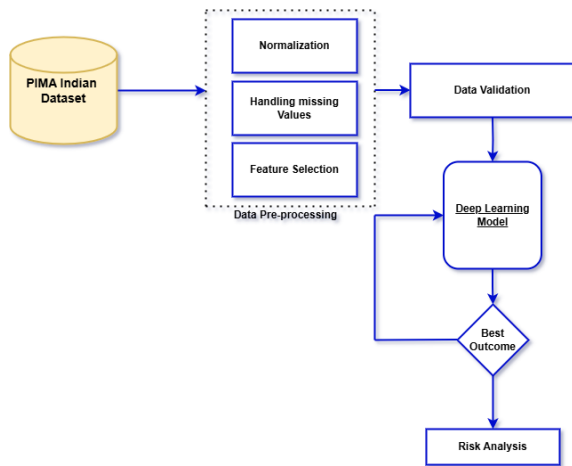 PIMA Indian
Dataset
Normalization
Handling missing
Values
Feature Selection
Data Pre-processing
Data Validation
Deep Learning
Model
Best
Outcome
Risk Analysis